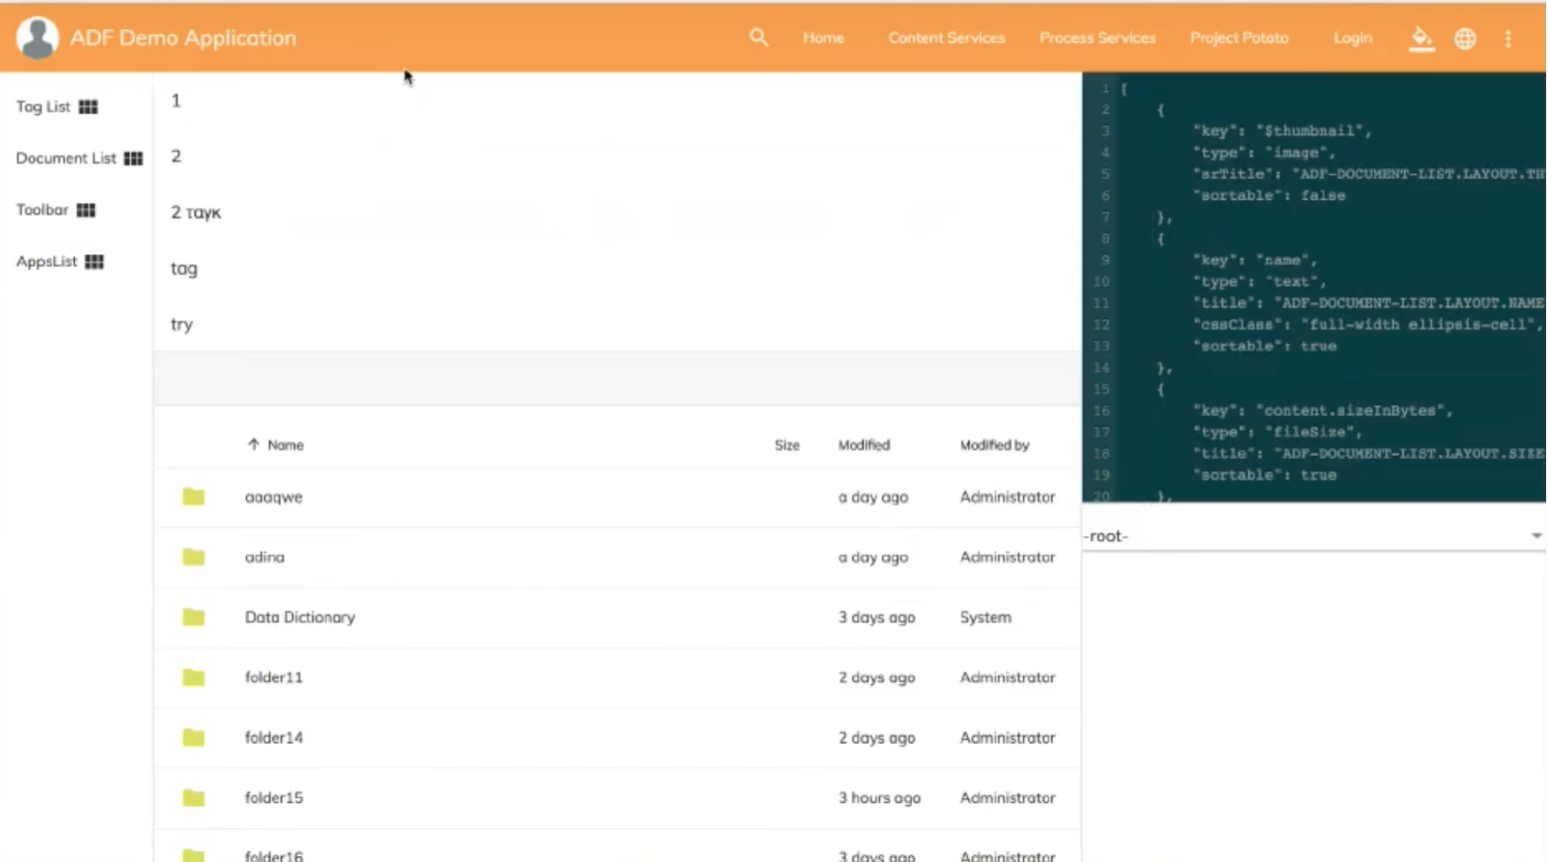 ADF Demo Application
Home Content Services Process Services Project Potato Login
Tag List
Document List
Toolbar
AppsList
1
2
2 ταγκ
tag
try
Name Size Modified Modified by
aaaqwe a day ago Administrator
adina a day ago Administrator
Data Dictionary 3 days ago System
folder11 2 days ago Administrator
folder14 2 days ago Administrator
folder15 3 hours ago Administrator
folder16 3 days ago Administrator
1 [
2 {
3 "key": "$thumbnail",
4 "type": "image",
5 "srTitle": "ADF-DOCUMENT-LIST.LAYOUT.TH
6 "sortable": false
7 },
8 {
9 "key": "name",
10 "type": "text",
11 "title": "ADF-DOCUMENT-LIST.LAYOUT.NAME
12 "cssClass": "full-width ellipsis-cell",
13 "sortable": true
14 },
15 {
16 "key": "content.sizeInBytes",
17 "type": "fileSize",
18 "title": "ADF-DOCUMENT-LIST.LAYOUT.SIZE
19 "sortable": true
20 },
-root-